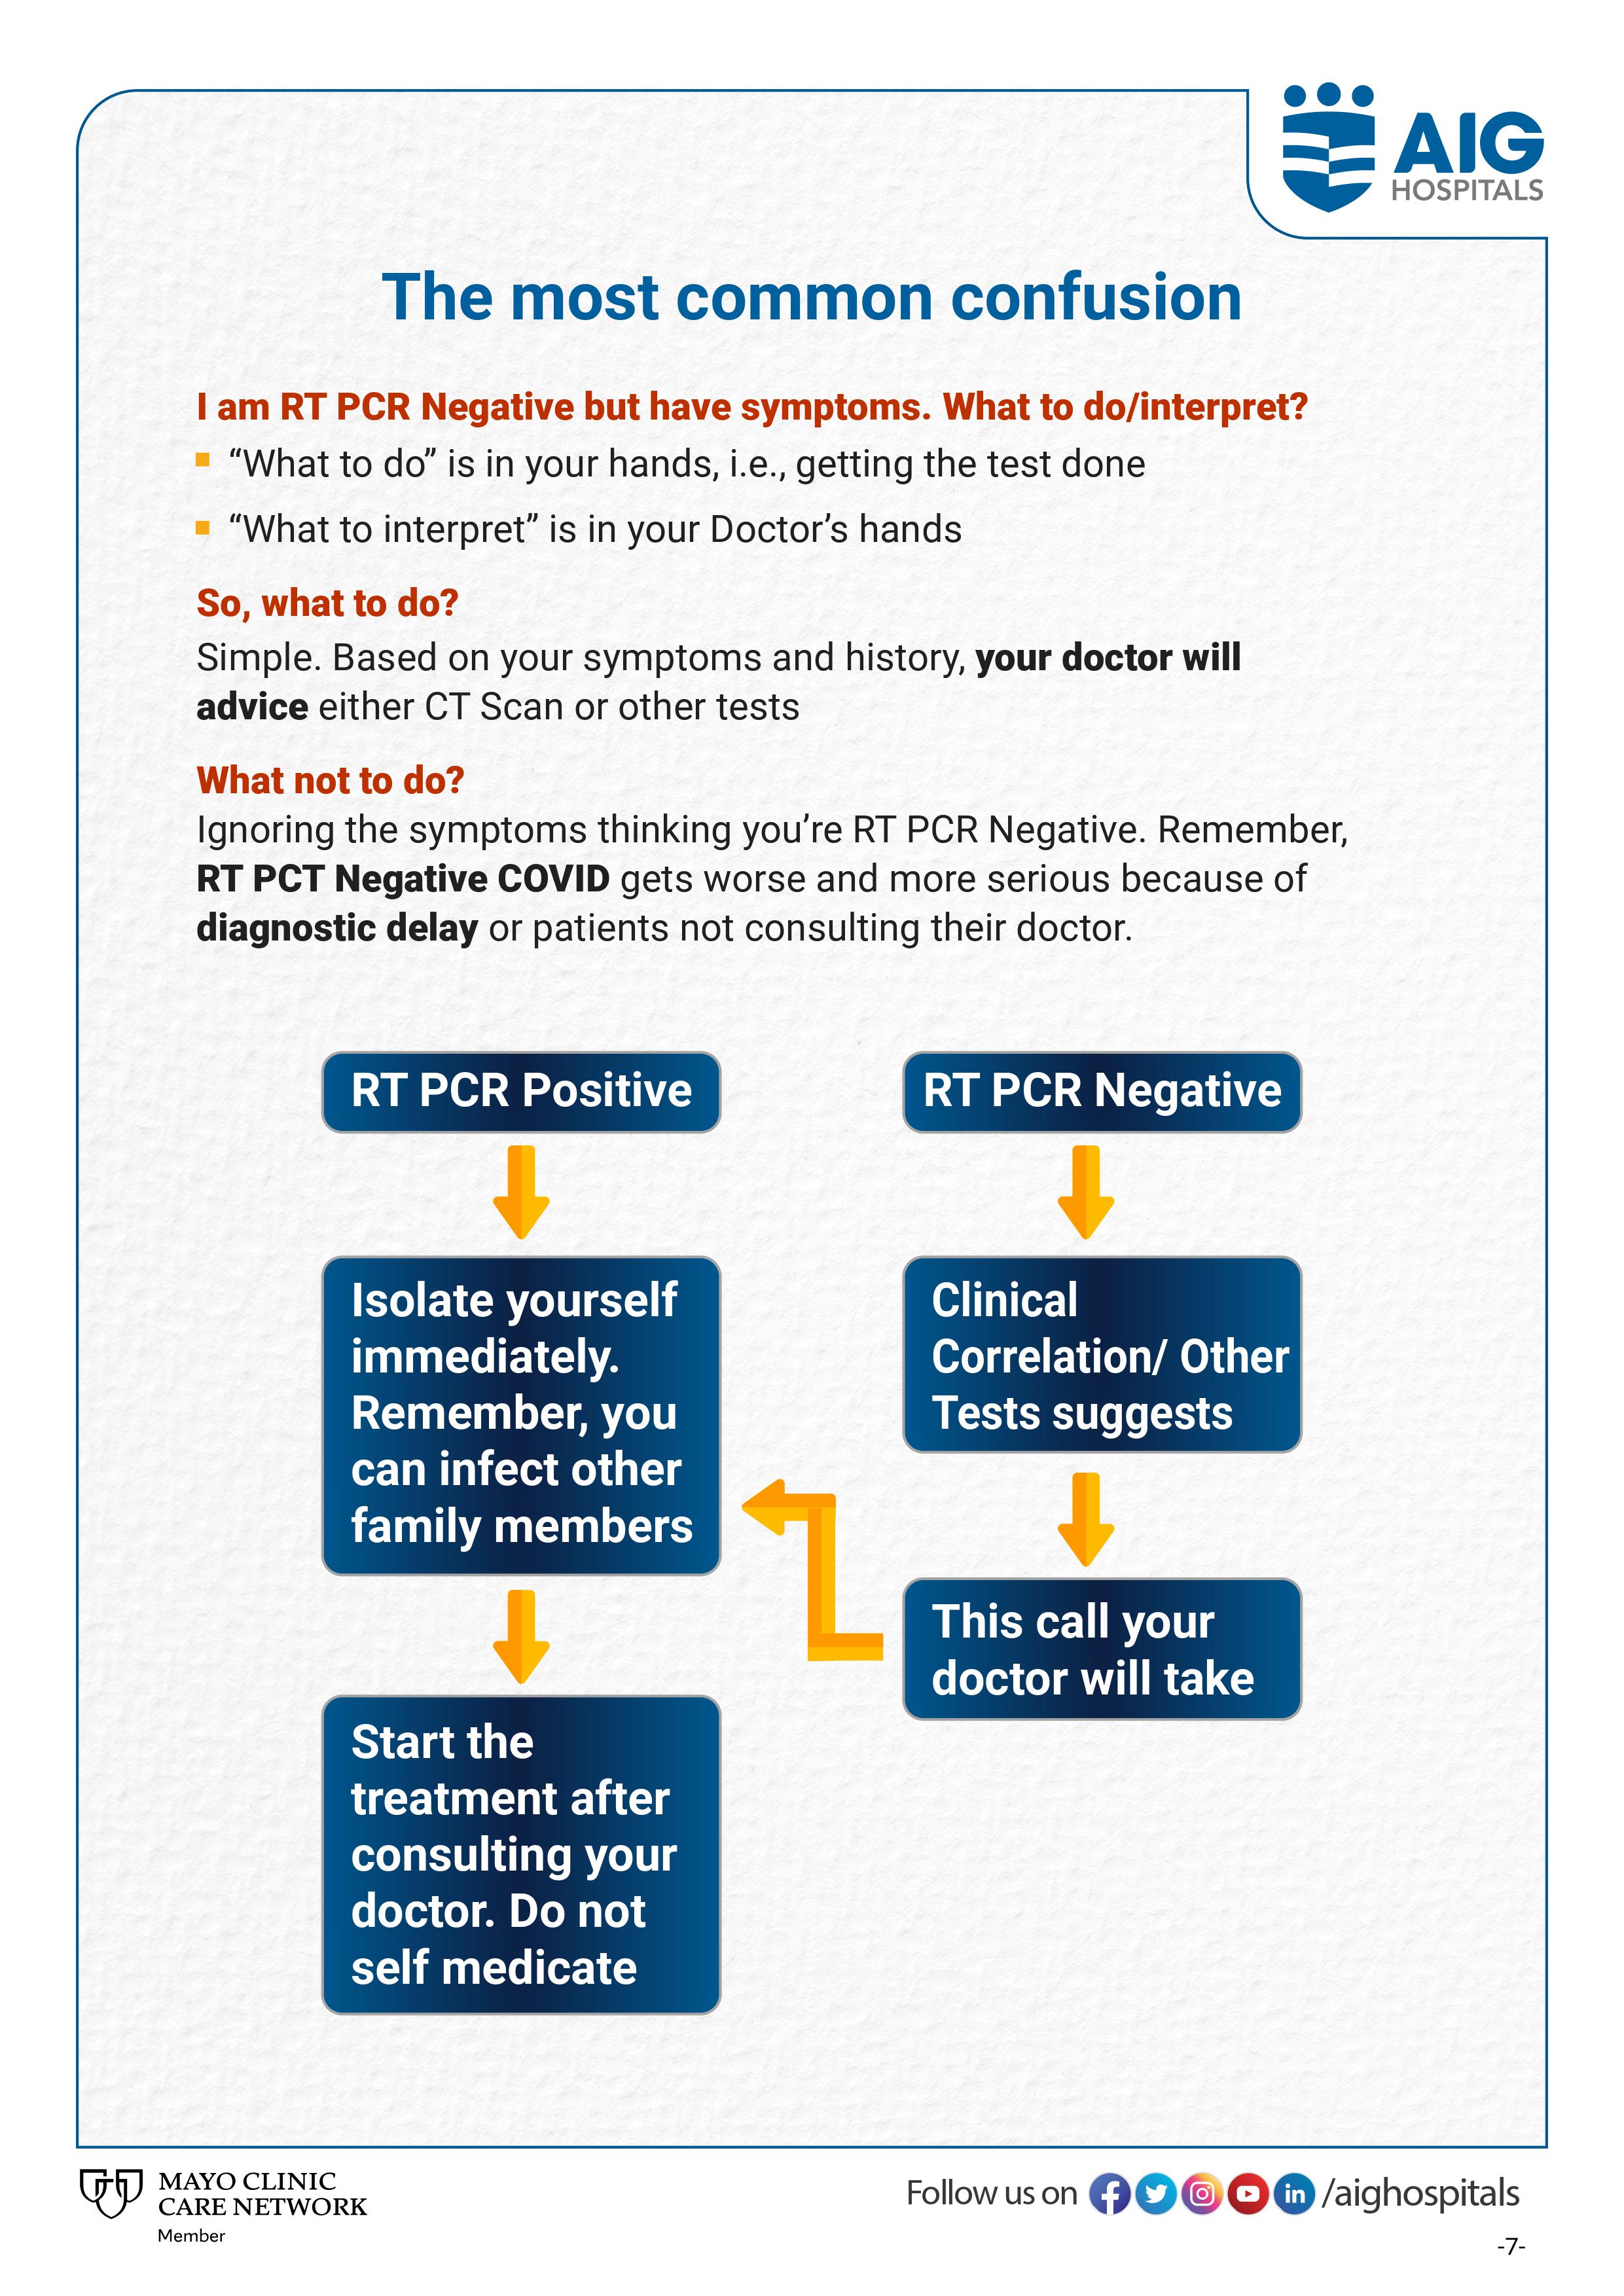 AIG
HOSPITALS
The most common confusion
I am RT PCR Negative but have symptoms. What to do/interpret?
“What to do” is in your hands, i.e., getting the test done
“What to interpret” is in your Doctor’s hands
So, what to do?
Simple. Based on your symptoms and history, your doctor will
advice either CT Scan or other tests
What not to do?
Ignoring the symptoms thinking you’re RT PCR Negative. Remember,
RT PCT Negative COVID gets worse and more serious because of
diagnostic delay or patients not consulting their doctor.
RT PCR Positive
Isolate yourself
immediately.
Remember, you
can infect other
family members
Start the
treatment after
consulting your
doctor. Do not
self medicate
RT PCR Negative
Clinical
Correlation/ Other
Tests suggests
This call your
doctor will take
MAYO CLINIC
CARE NETWORK
Member
Follow us on /aighospitals
-7-